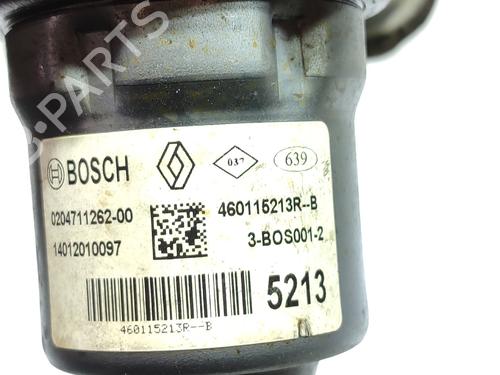 B-PARTS
BOSCH
037
639
0204711262-00
460115213R--B
14012010097
3-BOS001-2
5213
460115213R--B